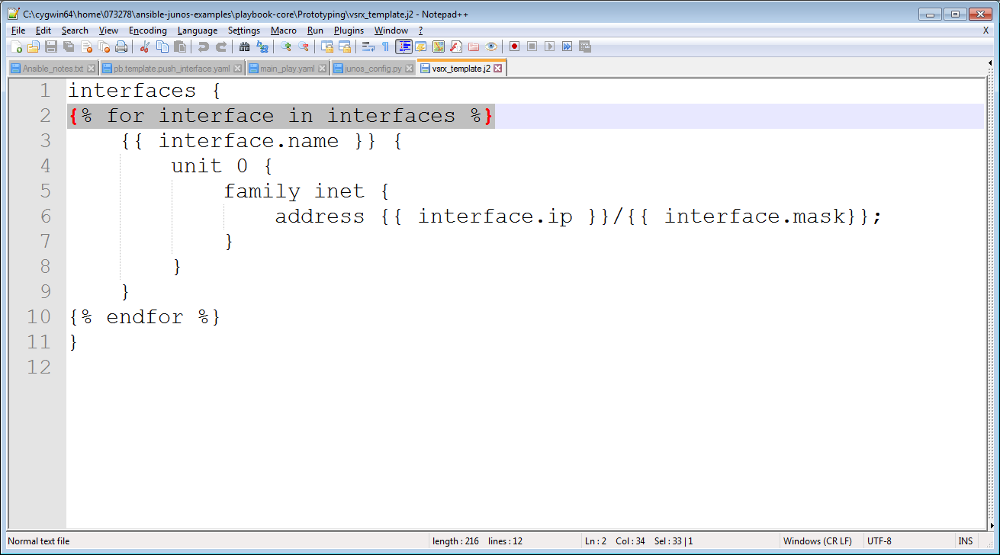 C:\cygwin64\home\073278\ansible-junos-examples\playbook-core\Prototyping\vsrx_template.j2 - Notepad++
File Edit Search View Encoding Language Settings Macro Run Plugins Window ? X
Ansible_notes.txt pb.template.push_interface.yaml main_play.yaml junos_config.py vsrx_template.j2
1 interfaces {
2 {% for interface in interfaces %}
3     {{ interface.name }} {
4         unit 0 {
5             family inet {
6                 address {{ interface.ip }}/{{ interface.mask}};
7             }
8         }
9     }
10 {% endfor %}
11 }
12
Normal text file length : 216 lines : 12 Ln : 2 Col : 34 Sel : 33 | 1 Windows (CR LF) UTF-8 INS